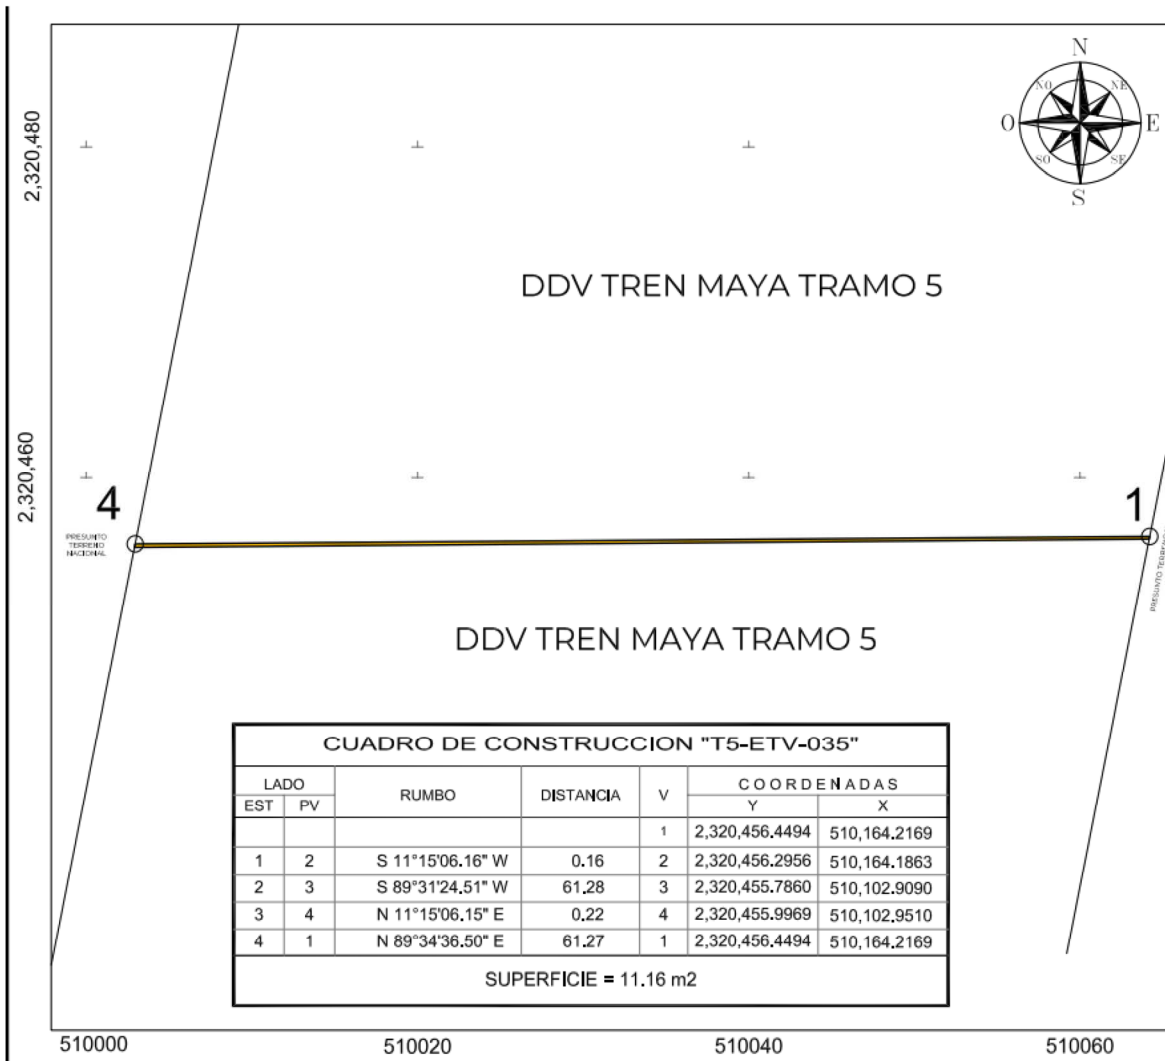 N
NO NE
O E
SO SE
S
2,320,480
DDV TREN MAYA TRAMO 5
2,320,460
4
1
PRESUNTO
TERRENO
NACIONAL
PRESUNTO
DDV TREN MAYA TRAMO 5
CUADRO DE CONSTRUCCION "T5-ETV-035"
LADO RUMBO DISTANCIA V COORDENADAS
EST PV Y X
1 2,320,456.4494 510,164.2169
1 2 S 11°15'06.16" W 0.16 2 2,320,456.2956 510,164.1863
2 3 S 89°31'24.51" W 61.28 3 2,320,455.7860 510,102.9090
3 4 N 11°15'06.15" E 0.22 4 2,320,455.9969 510,102.9510
4 1 N 89°34'36.50" E 61.27 1 2,320,456.4494 510,164.2169
SUPERFICIE = 11.16 m2
510000 510020 510040 510060